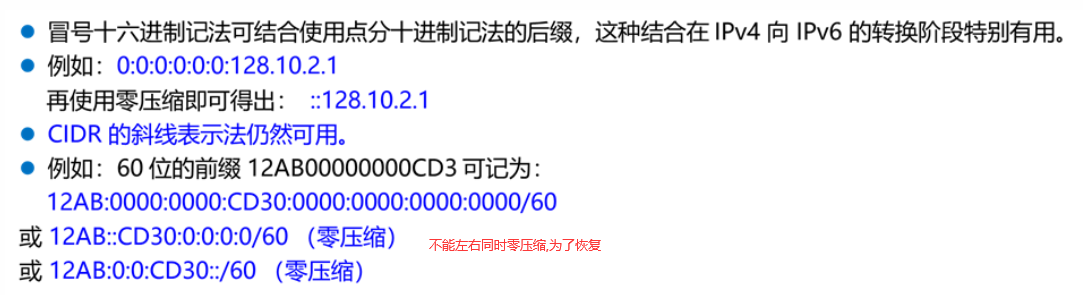 冒号十六进制记法可结合使用点分十进制记法的后缀，这种结合在 IPv4 向 IPv6 的转换阶段特别有用。
例如：0:0:0:0:0:0:128.10.2.1
再使用零压缩即可得出： ::128.10.2.1
CIDR 的斜线表示法仍然可用。
例如：60 位的前缀 12AB00000000CD3 可记为：
12AB:0000:0000:CD30:0000:0000:0000:0000/60
或 12AB::CD30:0:0:0:0/60 （零压缩） 不能左右同时零压缩,为了恢复
或 12AB:0:0:CD30::/60 （零压缩）